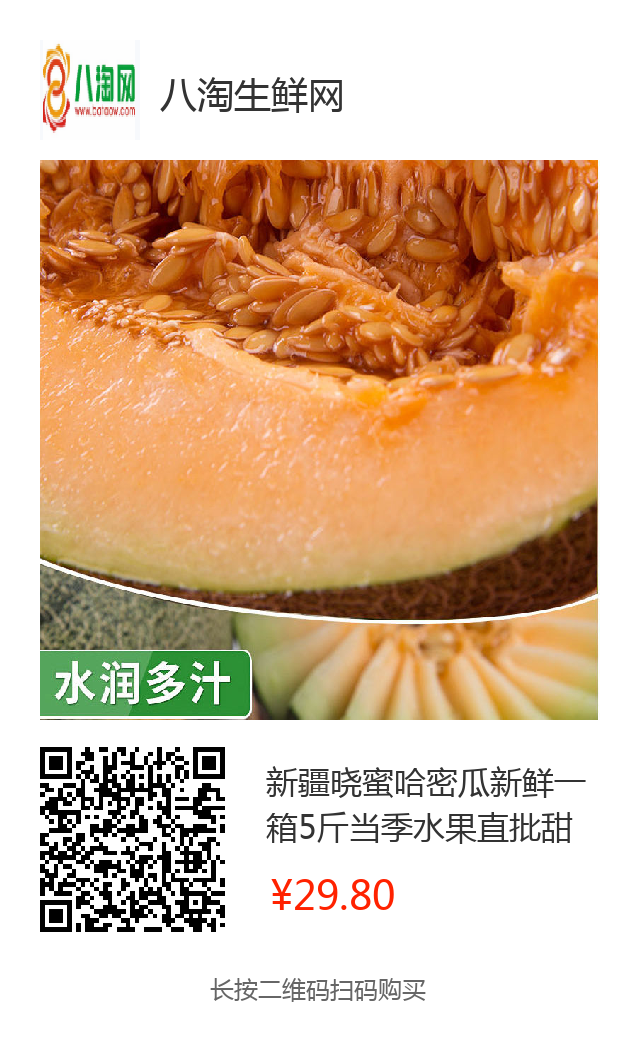 八淘网
www.bataow.com
八淘生鲜网
水润多汁
新疆晓蜜哈密瓜新鲜一
箱5斤当季水果直批甜
¥29.80
长按二维码扫码购买